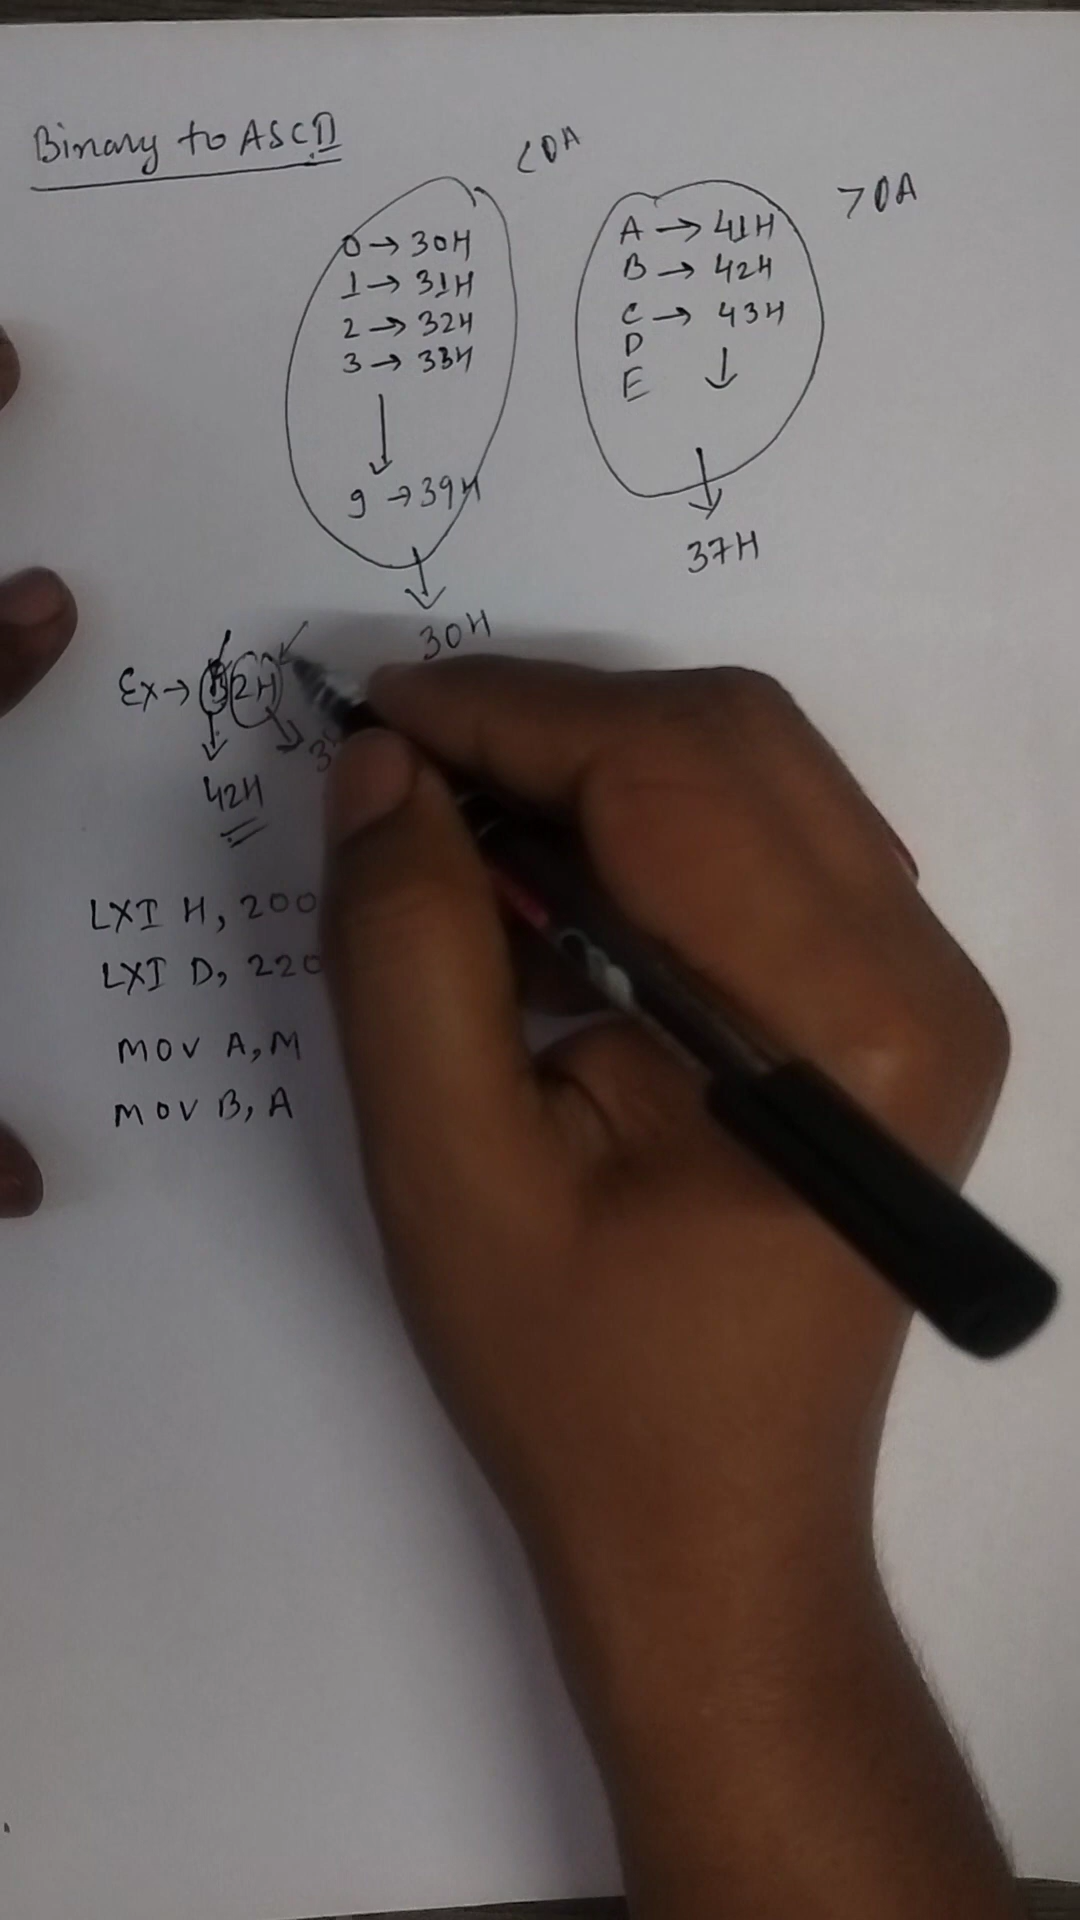 Binary to ASCII
<0A
>0A
0 → 30H
1 → 31H
2 → 32H
3 → 33H
9 → 39H
30H
A → 41H
B → 42H
C → 43H
D
E
37H
Ex → B2H
42H
LXI H, 200
LXI D, 220
MOV A, M
MOV B, A